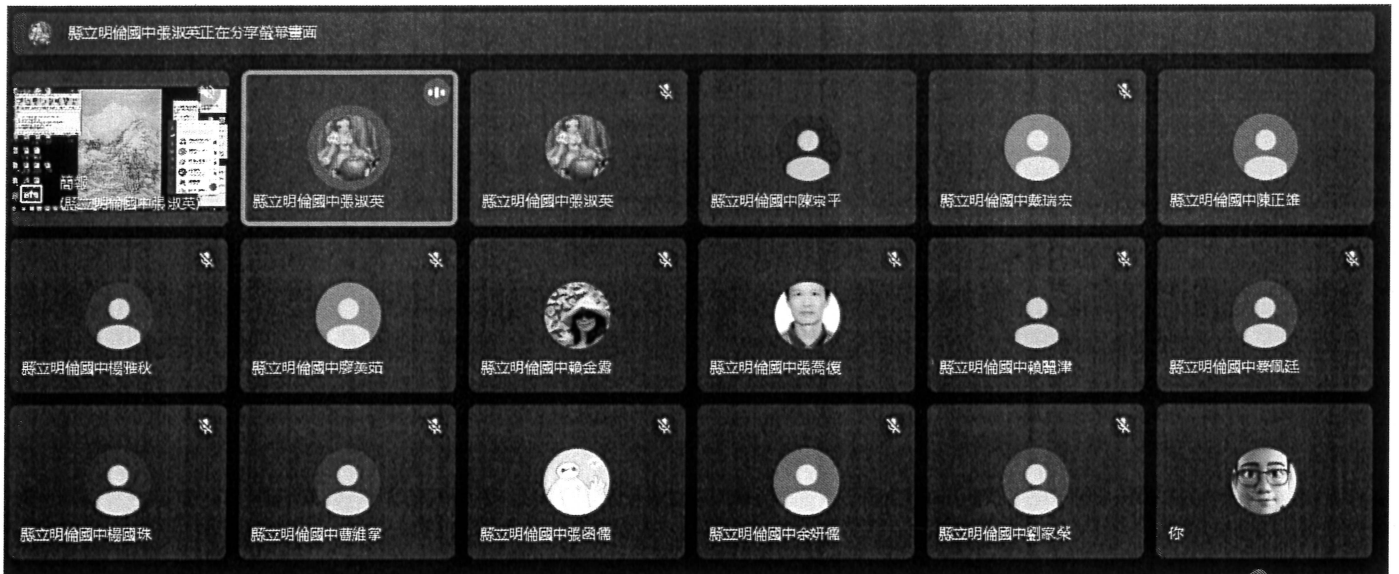 縣立明倫國中張淑英正在分享螢幕畫面
簡報
(縣立明倫國中張淑英)
縣立明倫國中張淑英
縣立明倫國中張淑英
縣立明倫國中陳宗平
縣立明倫國中戴瑞宏
縣立明倫國中陳正雄
縣立明倫國中楊雅秋
縣立明倫國中廖美茹
縣立明倫國中賴金露
縣立明倫國中張喬復
縣立明倫國中賴麗津
縣立明倫國中蔡佩廷
縣立明倫國中楊國珠
縣立明倫國中曹維寧
縣立明倫國中張函儒
縣立明倫國中余妍儒
縣立明倫國中劉家榮
你